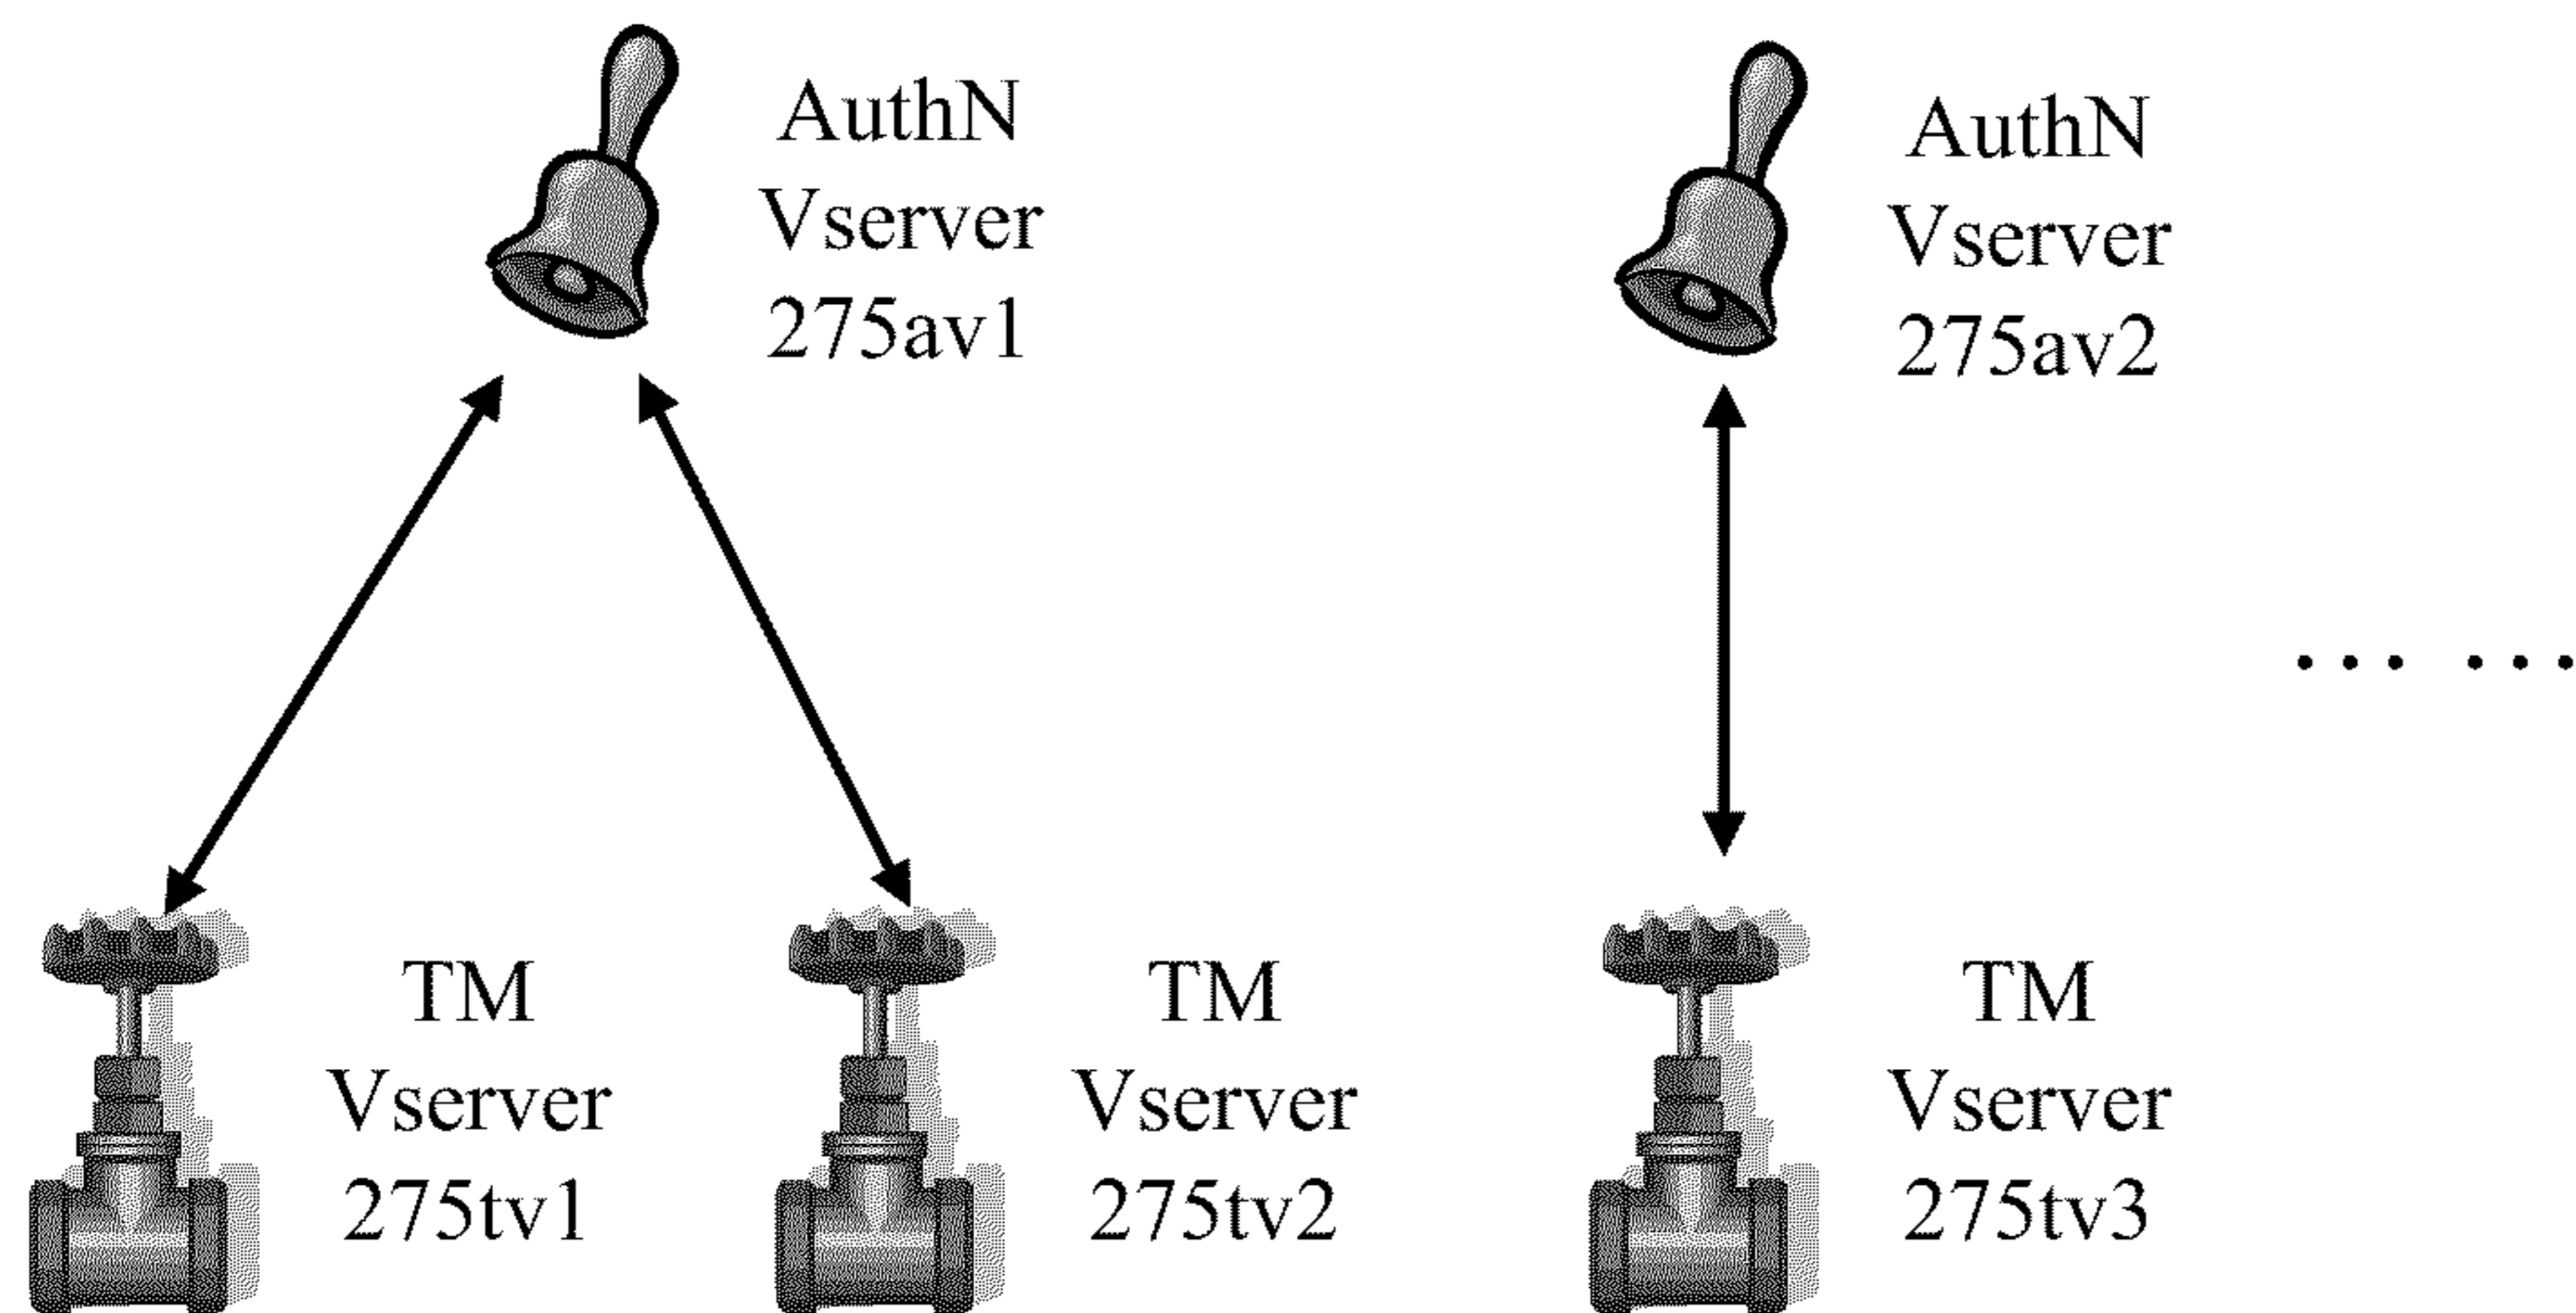 AuthN
Vserver
275av1
AuthN
Vserver
275av2
... ...
TM
Vserver
275tv1
TM
Vserver
275tv2
TM
Vserver
275tv3